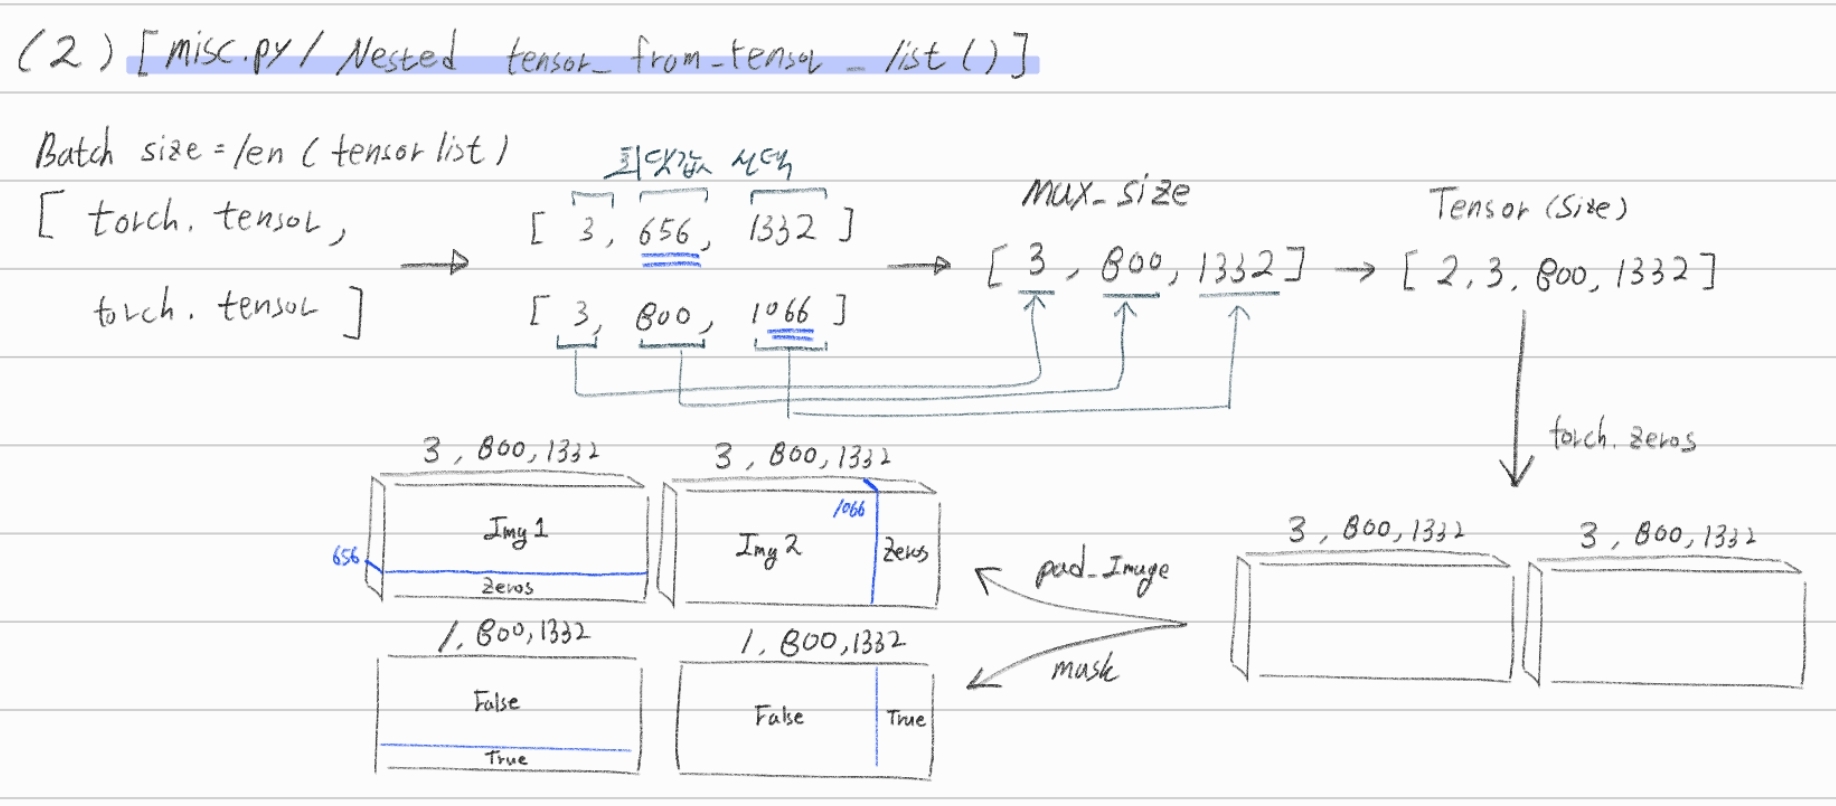 (2) [misc.py/ Nested tensor_from_tensor_list()]
Batch size = len (tensor list)
[ torch. tensor,
torch. tensor ]
최댓값 선택
[ 3, 656, 1332 ]
[ 3, 800, 1066 ]
max_size
[ 3, 800, 1332 ]
Tensor (Size)
[ 2, 3, 800, 1332 ]
torch. zeros
3, 800, 1332
3, 800, 1332
pad_Image
mask
3, 800, 1332
Img 1
656
Zeros
3, 800, 1332
1066
Img 2
Zeros
1, 800, 1332
False
True
1, 800, 1332
False
True